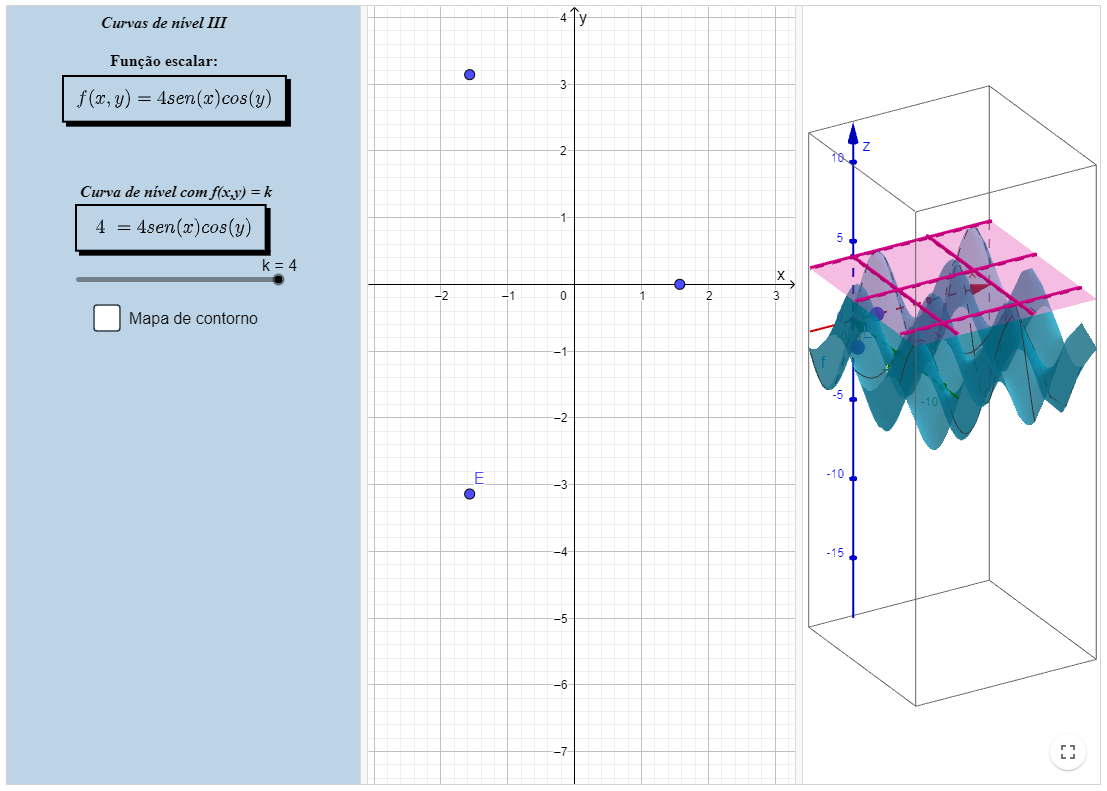 Curvas de nível III
Função escalar:
f(x, y) = 4sen(x)cos(y)
Curva de nível com f(x,y) = k
4 = 4sen(x)cos(y)
k = 4
Mapa de contorno
y
x
4
3
2
1
0
–1
–2
–3
–4
–5
–6
–7
–2
–1
0
1
2
3
E
z
10
5
-5
-10
-15
f
-10